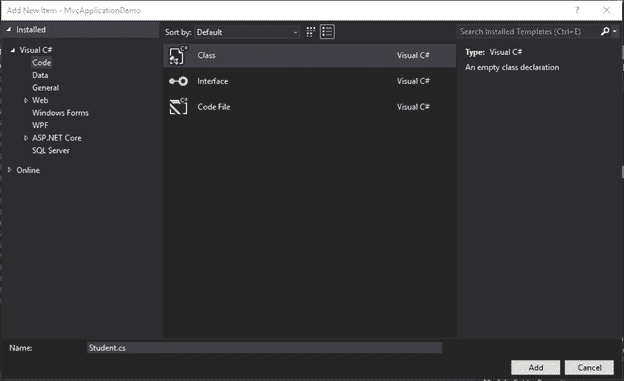 Add New Item - MvcApplicationDemo
Installed
Sort by: Default
Search Installed Templates (Ctrl+E)
Visual C#
Code
Data
General
Web
Windows Forms
WPF
ASP.NET Core
SQL Server
Online
Class Visual C#
Interface Visual C#
Code File Visual C#
Type: Visual C#
An empty class declaration
Name: Student.cs
Add Cancel